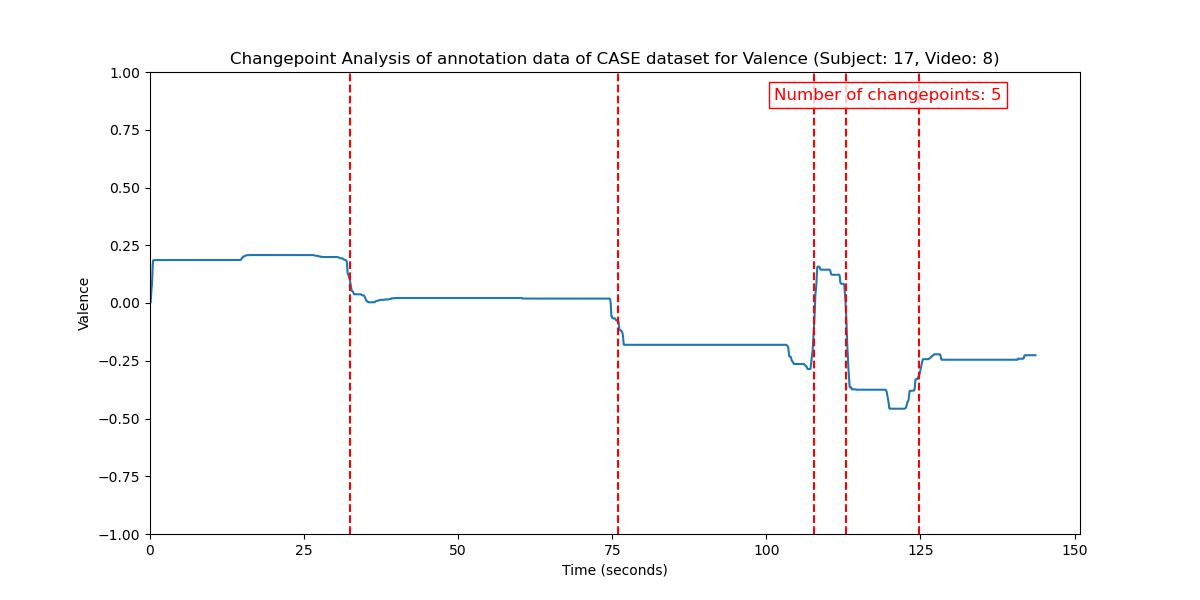 Changepoint Analysis of annotation data of CASE dataset for Valence (Subject: 17, Video: 8)
Number of changepoints: 5
Valence
1.00
0.75
0.50
0.25
0.00
−0.25
−0.50
−0.75
−1.00
0 25 50 75 100 125 150
Time (seconds)